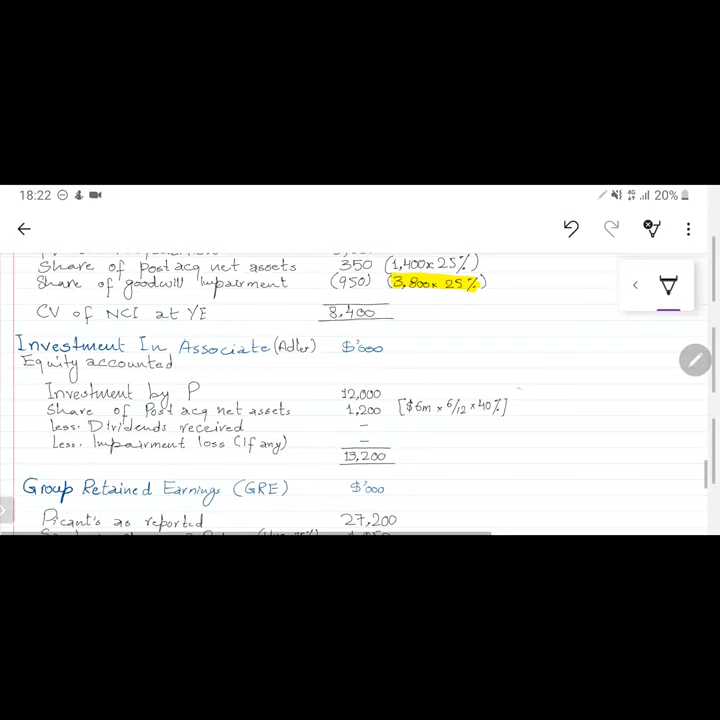 18:22 4G 20%
Share of post acq net assets 350 (1,400x 25%)
Share of goodwill impairment (950) (3,800x 25%)
CV of NCI at YE 8,400
Investment In Associate (Adler) $'000
Equity accounted
Investment by P 12,000
Share of Post acq net assets 1,200 [$6m x 6/12 x 40%]
less. Dividends received –
Less. Impairment loss (if any) –
13,200
Group Retained Earnings (GRE) $'000
Picant's as reported 27,200